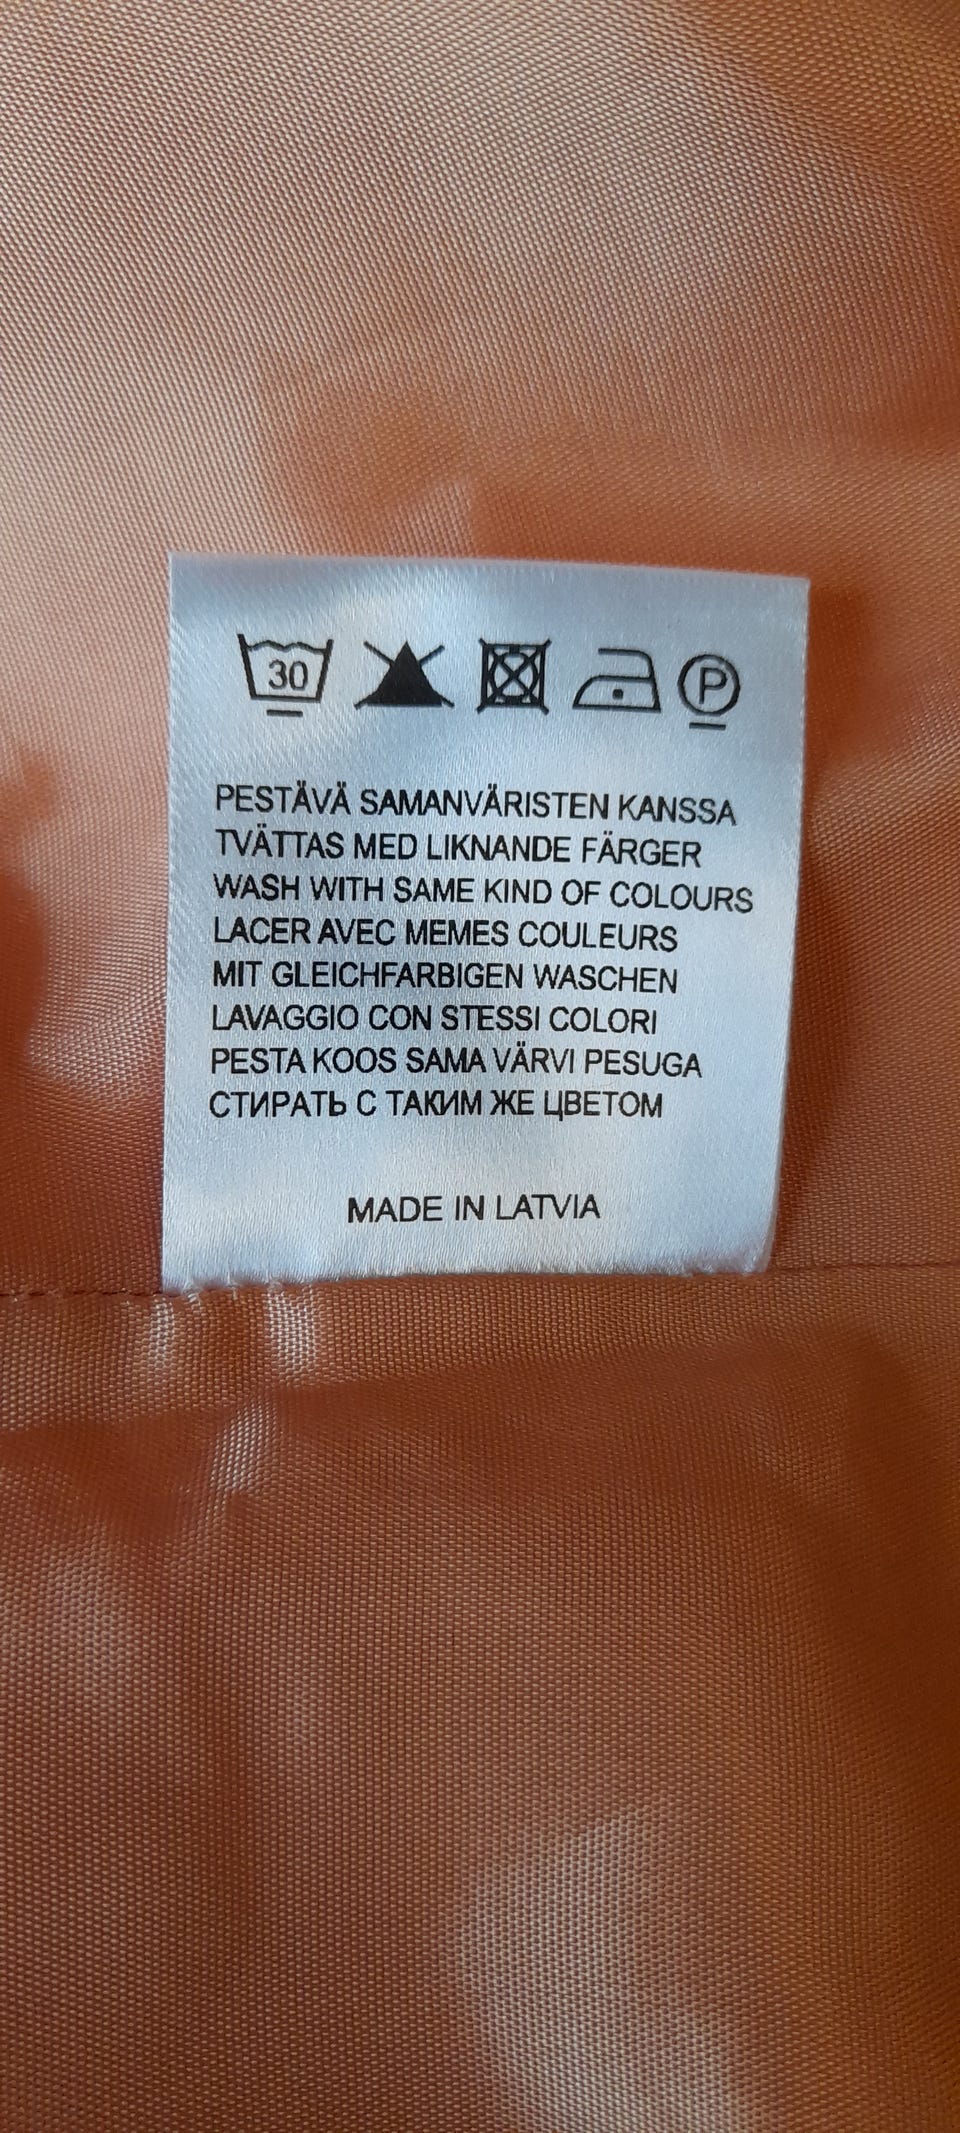 30 P
PESTÄVÄ SAMANVÄRISTEN KANSSA
TVÄTTAS MED LIKNANDE FÄRGER
WASH WITH SAME KIND OF COLOURS
LACER AVEC MEMES COULEURS
MIT GLEICHFARBIGEN WASCHEN
LAVAGGIO CON STESSI COLORI
PESTA KOOS SAMA VÄRVI PESUGA
СТИРАТЬ С ТАКИМ ЖЕ ЦВЕТОМ
MADE IN LATVIA